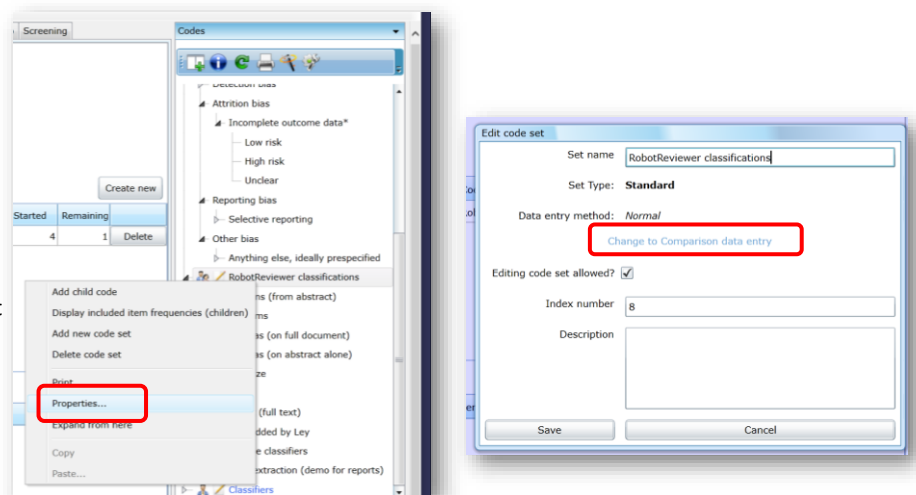 Screening
Codes
Detection bias
Attrition bias
Incomplete outcome data*
Low risk
High risk
Unclear
Reporting bias
Selective reporting
Other bias
Anything else, ideally prespecified
RobotReviewer classifications
ns (from abstract)
ms
as (on full document)
as (on abstract alone)
ze
(full text)
dded by Ley
e classifiers
extraction (demo for reports)
Classifiers
Create new
Started Remaining
4 1 Delete
t
Add child code
Display included item frequencies (children)
Add new code set
Delete code set
Print
Properties...
Expand from here
Copy
Paste...
Edit code set
Set name RobotReviewer classifications
Set Type: Standard
Data entry method: Normal
Change to Comparison data entry
Editing code set allowed?
Index number 8
Description
Save Cancel